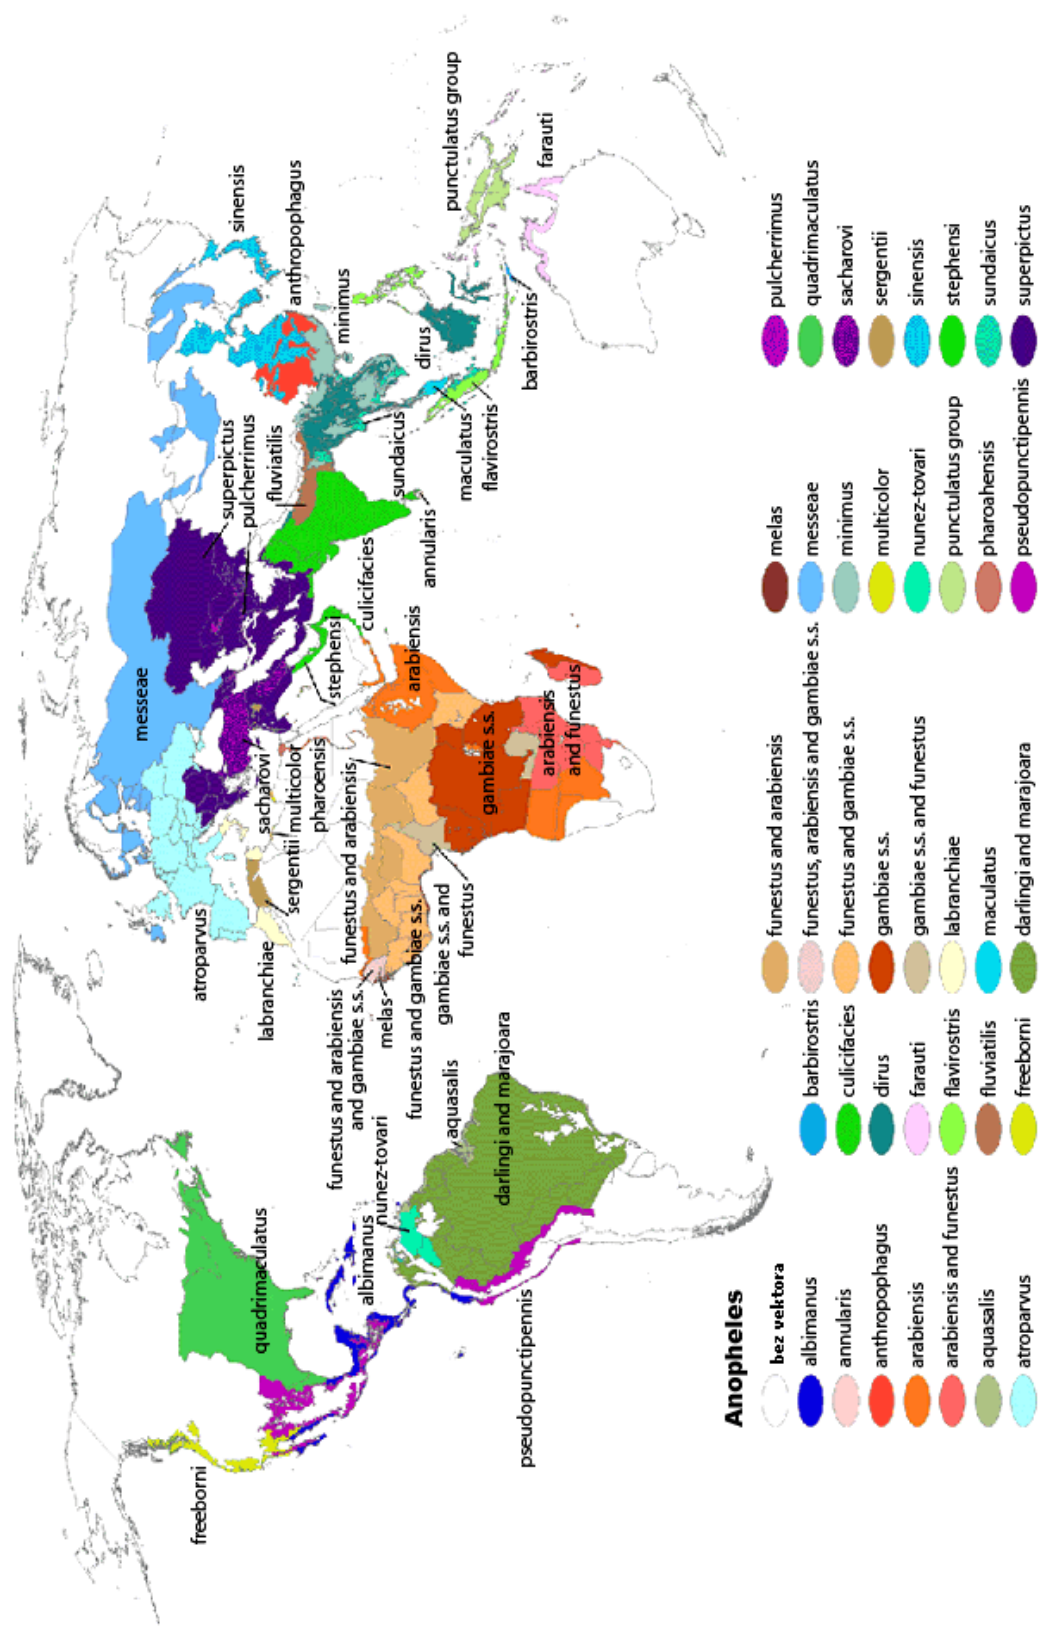 freeborni
quadrimaculatus
pseudopunctipennis
albimanus
nunez-tovari
aquasalis
darlingi and marajoara
atroparvus
messeae
labranchiae
sergentii
sacharovi
multicolor
pharoensis
funestus and arabiensis
funestus and arabiensis
and gambiae s.s.
melas
funestus and gambiae s.s.
gambiae s.s. and
funestus
gambiae s.s.
arabiensis
arabiensis
and funestus
stephensi
culicifacies
annularis
superpictus
pulcherrimus
fluviatilis
sundaicus
maculatus
flavirostris
dirus
minimus
barbirostris
sinensis
anthropophagus
punctulatus group
farauti
Anopheles
bez vektora
albimanus
annularis
anthropophagus
arabiensis
arabiensis and funestus
aquasalis
atroparvus
barbirostris
culicifacies
dirus
farauti
flavirostris
fluviatilis
freeborni
funestus and arabiensis
funestus, arabiensis and gambiae s.s.
funestus and gambiae s.s.
gambiae s.s.
gambiae s.s. and funestus
labranchiae
maculatus
darlingi and marajoara
melas
messeae
minimus
multicolor
nunez-tovari
punctulatus group
pharoahensis
pseudopunctipennis
pulcherrimus
quadrimaculatus
sacharovi
sergentii
sinensis
stephensi
sundaicus
superpictus